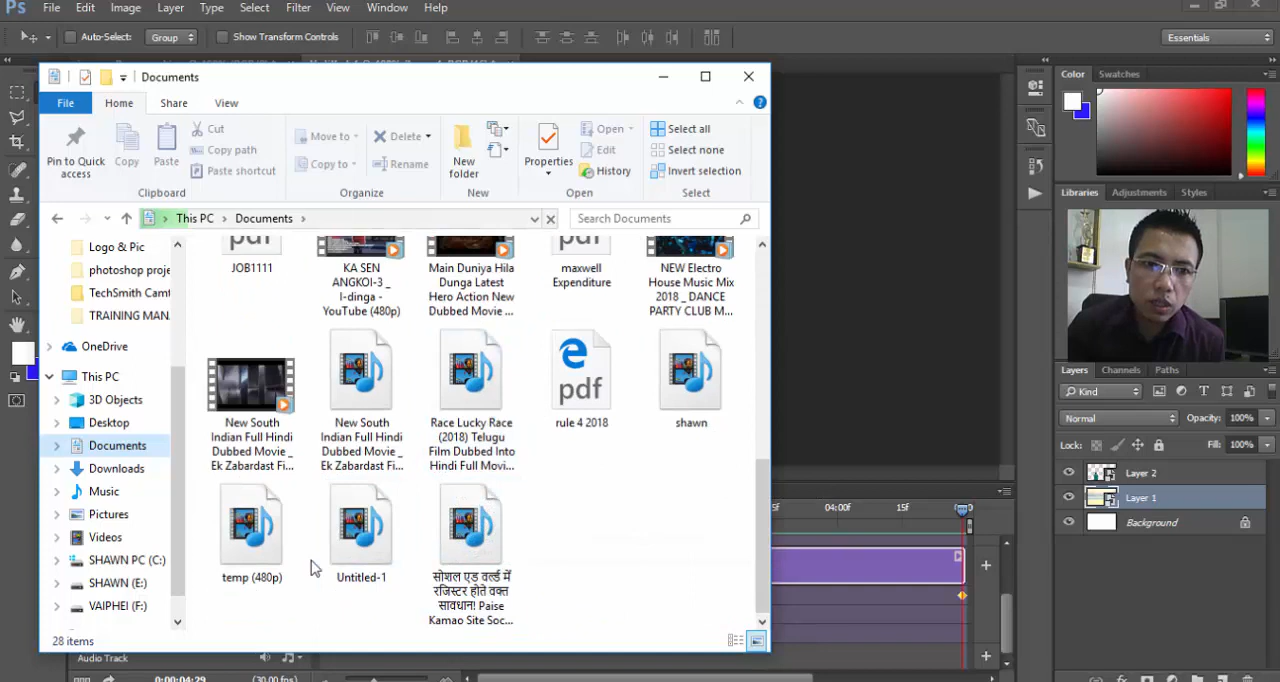 Ps File Edit Image Layer Type Select Filter View Window Help
Auto-Select: Group Show Transform Controls Essentials
Documents
File Home Share View
Pin to Quick access
Copy
Paste
Cut
Copy path
Paste shortcut
Clipboard
Move to
Copy to
Delete
Rename
Organize
New folder
New
Properties
Open
Edit
History
Open
Select all
Select none
Invert selection
Select
This PC Documents
Search Documents
Logo & Pic
photoshop proje
TechSmith Camt
TRAINING MAN
OneDrive
This PC
3D Objects
Desktop
Documents
Downloads
Music
Pictures
Videos
SHAWN PC (C:)
SHAWN (E:)
VAIPHEI (F:)
pdf
JOB1111
KA SEN
ANGKOI-3 _
I-dinga -
YouTube (480p)
Main Duniya Hila
Dunga Latest
Hero Action New
Dubbed Movie ...
pdf
maxwell
Expenditure
NEW Electro
House Music Mix
2018 _ DANCE
PARTY CLUB M...
New South
Indian Full Hindi
Dubbed Movie _
Ek Zabardast Fi...
New South
Indian Full Hindi
Dubbed Movie _
Ek Zabardast Fi...
Race Lucky Race
(2018) Telugu
Film Dubbed Into
Hindi Full Movi...
pdf
rule 4 2018
shawn
temp (480p)
Untitled-1
सोशल एड वर्ल्ड में
रजिस्टर होते वक्त
सावधान! Paise
Kamao Site Soc...
28 items
Color Swatches
Libraries Adjustments Styles
Layers Channels Paths
Kind
Normal Opacity: 100%
Lock: Fill: 100%
Layer 2
Layer 1
Background
04:00f 15f
Audio Track
0:00:04:29 (30.00 fps)